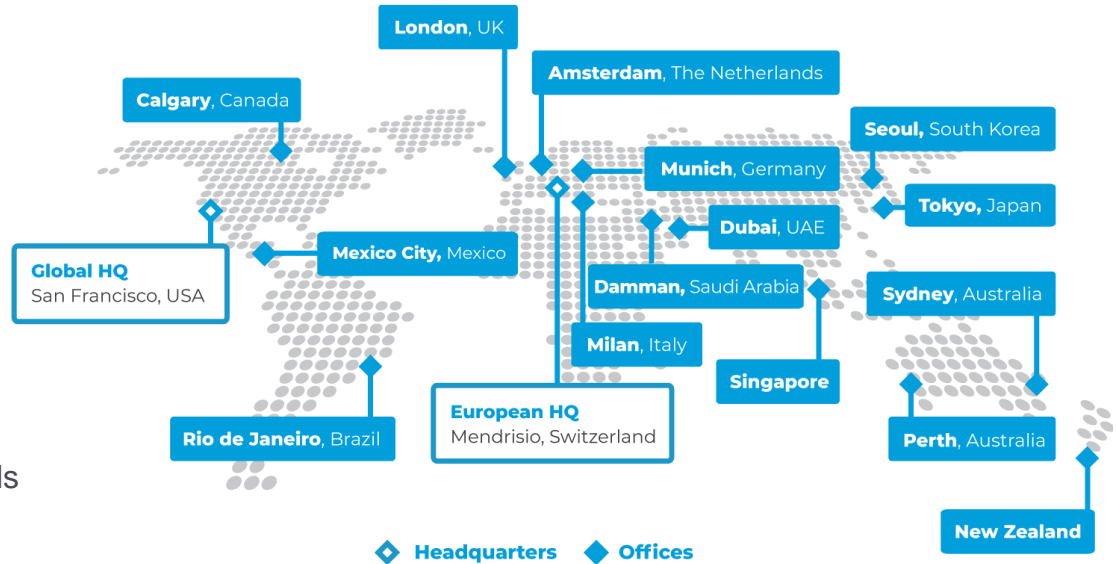 London, UK
Amsterdam, The Netherlands
Calgary, Canada
Seoul, South Korea
Munich, Germany
Tokyo, Japan
Dubai, UAE
Mexico City, Mexico
Global HQ
San Francisco, USA
Damman, Saudi Arabia
Sydney, Australia
Milan, Italy
Singapore
European HQ
Mendrisio, Switzerland
Rio de Janeiro, Brazil
Perth, Australia
ls
New Zealand
Headquarters
Offices